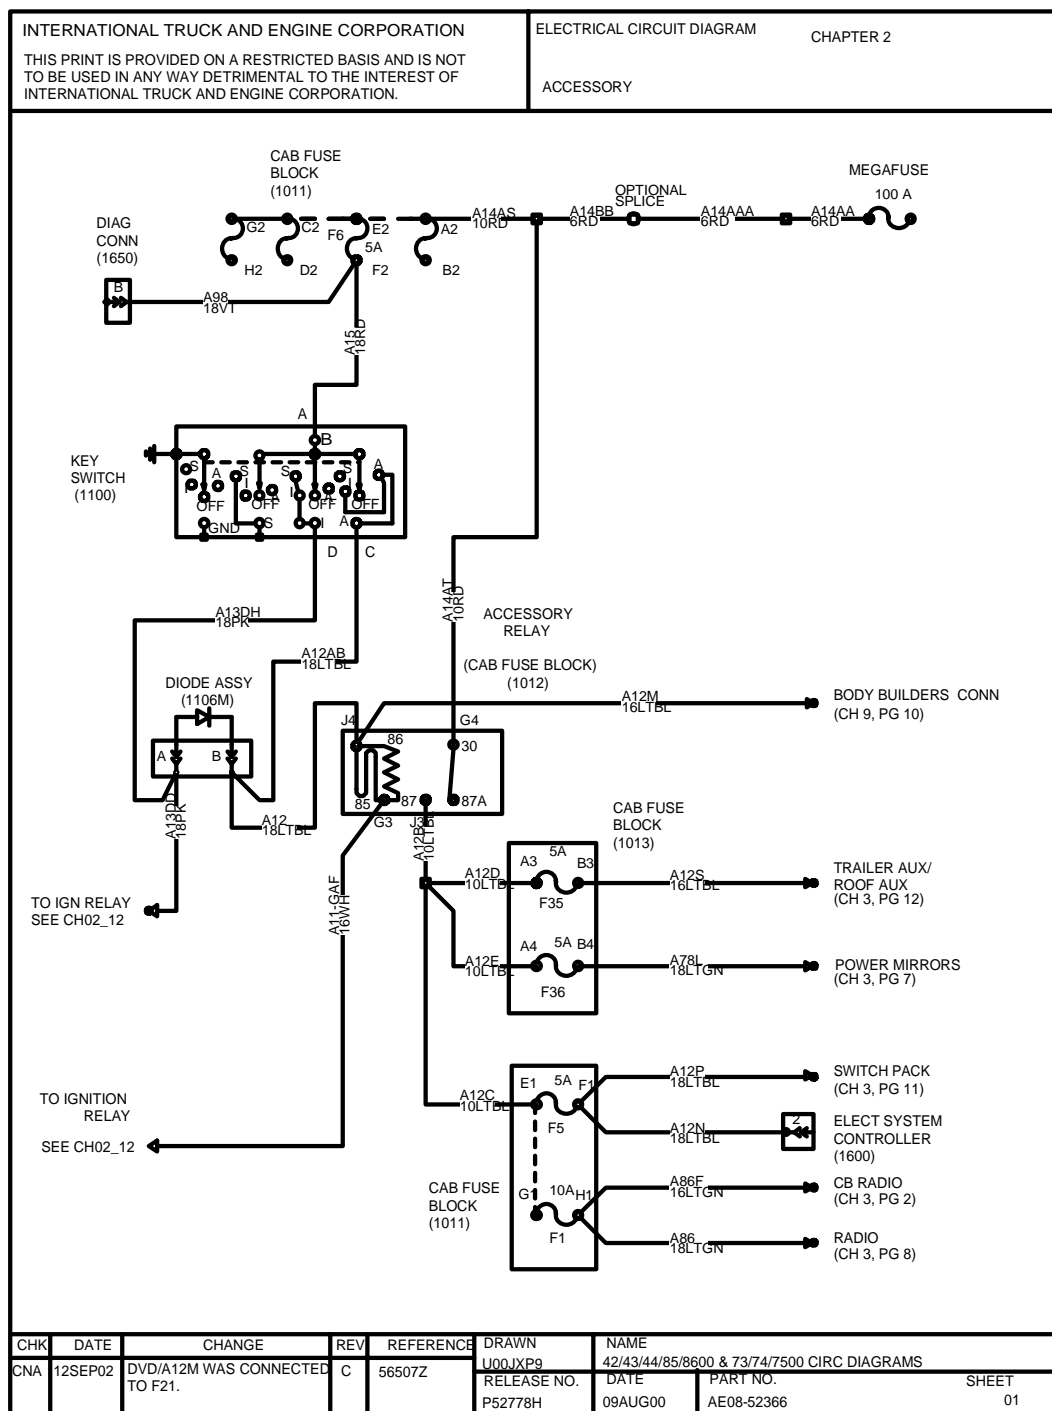 INTERNATIONAL TRUCK AND ENGINE CORPORATION
THIS PRINT IS PROVIDED ON A RESTRICTED BASIS AND IS NOT
TO BE USED IN ANY WAY DETRIMENTAL TO THE INTEREST OF
INTERNATIONAL TRUCK AND ENGINE CORPORATION.
ELECTRICAL CIRCUIT DIAGRAM
CHAPTER 2
ACCESSORY
CAB FUSE
BLOCK
(1011)
MEGAFUSE
100 A
OPTIONAL
SPLICE
A14AS
10RD
A14BB
6RD
A14AAA
6RD
A14AA
6RD
DIAG
CONN
(1650)
G2
C2
F6
E2
A2
5A
H2
D2
F2
B2
B
A98
18VT
A15
18RD
A
B
KEY
SWITCH
(1100)
S
A
S
S
S
A
I
I
A
I
A
I
OFF
OFF
OFF
OFF
GND
S
I
A
D
C
A14AT
10RD
A13DH
18PK
ACCESSORY
RELAY
A12AB
18LTBL
(CAB FUSE BLOCK)
(1012)
DIODE ASSY
(1106M)
A12M
16LTBL
BODY BUILDERS  CONN
(CH 9, PG 10)
J4
G4
86
30
A
B
85
87
87A
G3
J3
A13DD
18PK
A12
18LTBL
A12B
10LTBL
CAB FUSE
BLOCK
(1013)
A12D
10LTBL
A3
5A
B3
F35
A12S
16LTBL
TRAILER AUX/
ROOF AUX
(CH 3, PG 12)
TO IGN RELAY
SEE CH02_12
A11-GAF
16WH
A12E
10LTBL
A4
5A
B4
F36
A78L
18LTGN
POWER MIRRORS
(CH 3, PG 7)
TO IGNITION
RELAY
SEE CH02_12
A12C
10LTBL
E1
5A
F1
F5
A12P
18LTBL
SWITCH PACK
(CH 3, PG 11)
A12N
18LTBL
2
ELECT SYSTEM
CONTROLLER
(1600)
CAB FUSE
BLOCK
(1011)
G1
10A
H1
F1
A86F
16LTGN
CB RADIO
(CH 3, PG 2)
A86
18LTGN
RADIO
(CH 3, PG 8)
CHK
DATE
CHANGE
REV
REFERENCE
DRAWN
NAME
CNA
12SEP02
DVD/A12M WAS CONNECTED
TO F21.
C
56507Z
U00JXP9
42/43/44/85/8600 & 73/74/7500 CIRC DIAGRAMS
RELEASE NO.
DATE
PART NO.
SHEET
P52778H
09AUG00
AE08-52366
01